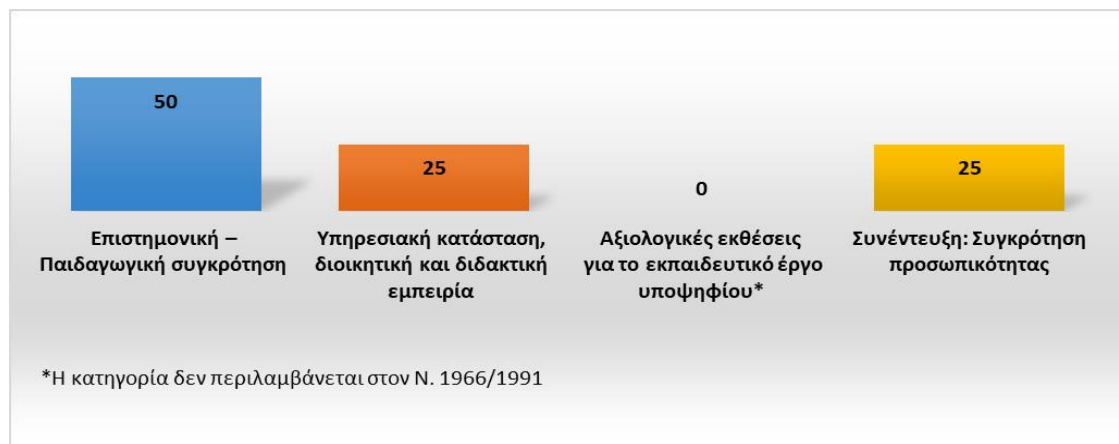 50
25
0
25
Επιστημονική –
Παιδαγωγική συγκρότηση
Υπηρεσιακή κατάσταση,
διοικητική και διδακτική
εμπειρία
Αξιολογικές εκθέσεις
για το εκπαιδευτικό έργο
υποψηφίου*
Συνέντευξη: Συγκρότηση
προσωπικότητας
*Η κατηγορία δεν περιλαμβάνεται στον Ν. 1966/1991